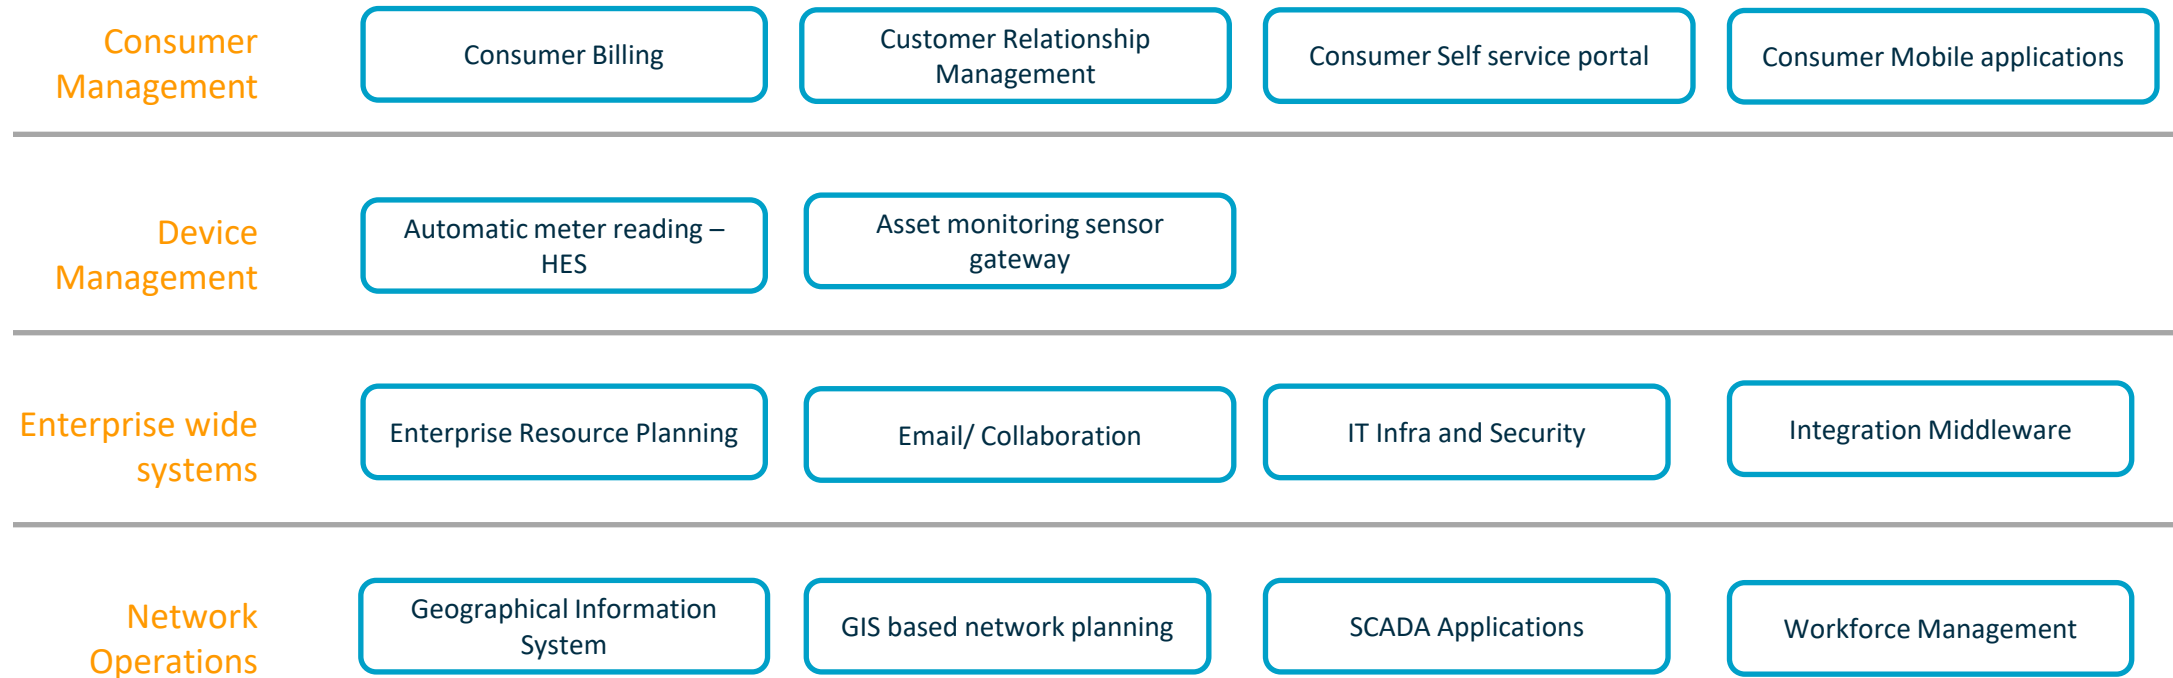 Consumer
Management
Consumer Billing
Customer Relationship
Management
Consumer Self service portal
Consumer Mobile applications
Device
Management
Automatic meter reading –
HES
Asset monitoring sensor
gateway
Enterprise wide
systems
Enterprise Resource Planning
Email/ Collaboration
IT Infra and Security
Integration Middleware
Network
Operations
Geographical Information
System
GIS based network planning
SCADA Applications
Workforce Management